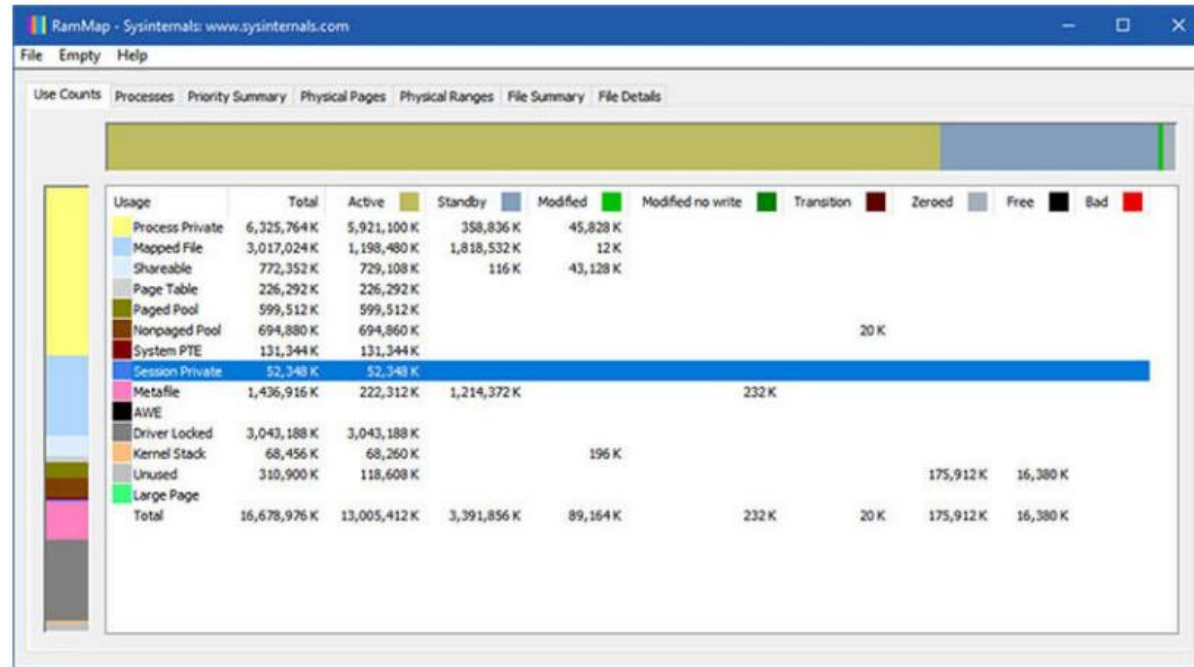 RamMap - Sysinternals: www.sysinternals.com
File Empty Help
Use Counts Processes Priority Summary Physical Pages Physical Ranges File Summary File Details
Usage Total Active Standby Modified Modified no write Transition Zeroed Free Bad
Process Private 6,325,764 K 5,921,100 K 358,836 K 45,828 K
Mapped File 3,017,024 K 1,198,480 K 1,818,532 K 12 K
Shareable 772,352 K 729,108 K 116 K 43,128 K
Page Table 226,292 K 226,292 K
Paged Pool 599,512 K 599,512 K
Nonpaged Pool 694,880 K 694,860 K 20 K
System PTE 131,344 K 131,344 K
Session Private 52,348 K 52,348 K
Metafile 1,436,916 K 222,312 K 1,214,372 K 232 K
AWE
Driver Locked 3,043,188 K 3,043,188 K
Kernel Stack 68,456 K 68,260 K 196 K
Unused 310,900 K 118,608 K 175,912 K 16,380 K
Large Page
Total 16,678,976 K 13,005,412 K 3,391,856 K 89,164 K 232 K 20 K 175,912 K 16,380 K